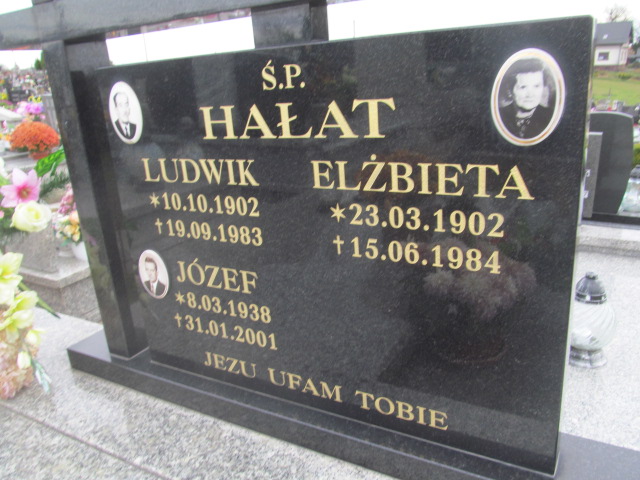 Ś.P.
HAŁAT
LUDWIK
*10.10.1902
†19.09.1983
ELŻBIETA
*23.03.1902
†15.06.1984
JÓZEF
*8.03.1938
†31.01.2001
JEZU UFAM TOBIE